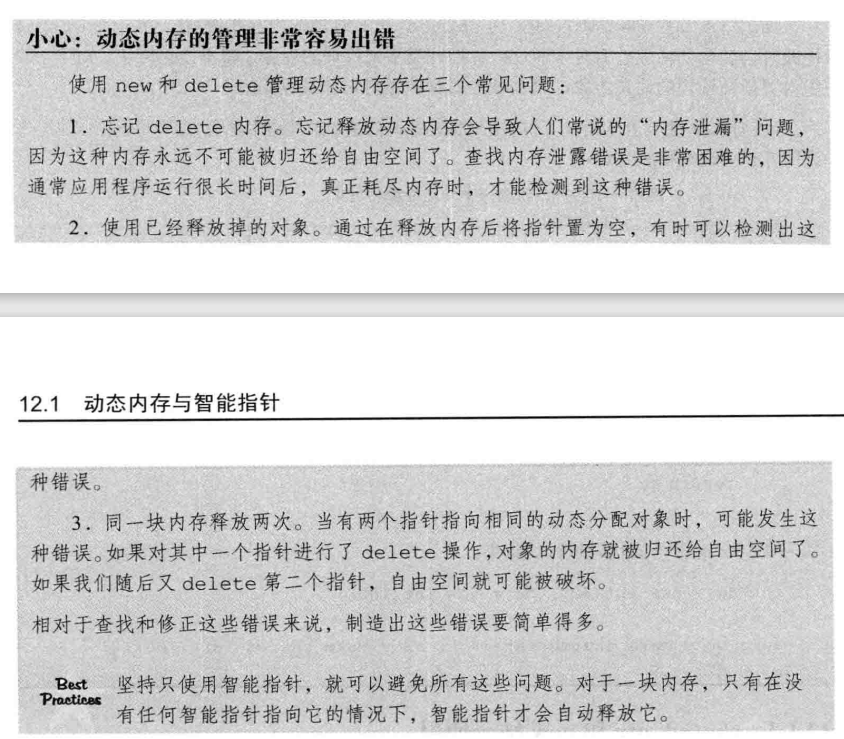 小心：动态内存的管理非常容易出错
使用 new 和 delete 管理动态内存存在三个常见问题：
1. 忘记 delete 内存。忘记释放动态内存会导致人们常说的“内存泄漏”问题，
因为这种内存永远不可能被归还给自由空间了。查找内存泄露错误是非常困难的，因为
通常应用程序运行很长时间后，真正耗尽内存时，才能检测到这种错误。
2. 使用已经释放掉的对象。通过在释放内存后将指针置为空，有时可以检测出这
12.1 动态内存与智能指针
种错误。
3. 同一块内存释放两次。当有两个指针指向相同的动态分配对象时，可能发生这
种错误。如果对其中一个指针进行了 delete 操作，对象的内存就被归还给自由空间了。
如果我们随后又 delete 第二个指针，自由空间就可能被破坏。
相对于查找和修正这些错误来说，制造出这些错误要简单得多。
Best
Practices
坚持只使用智能指针，就可以避免所有这些问题。对于一块内存，只有在没
有任何智能指针指向它的情况下，智能指针才会自动释放它。